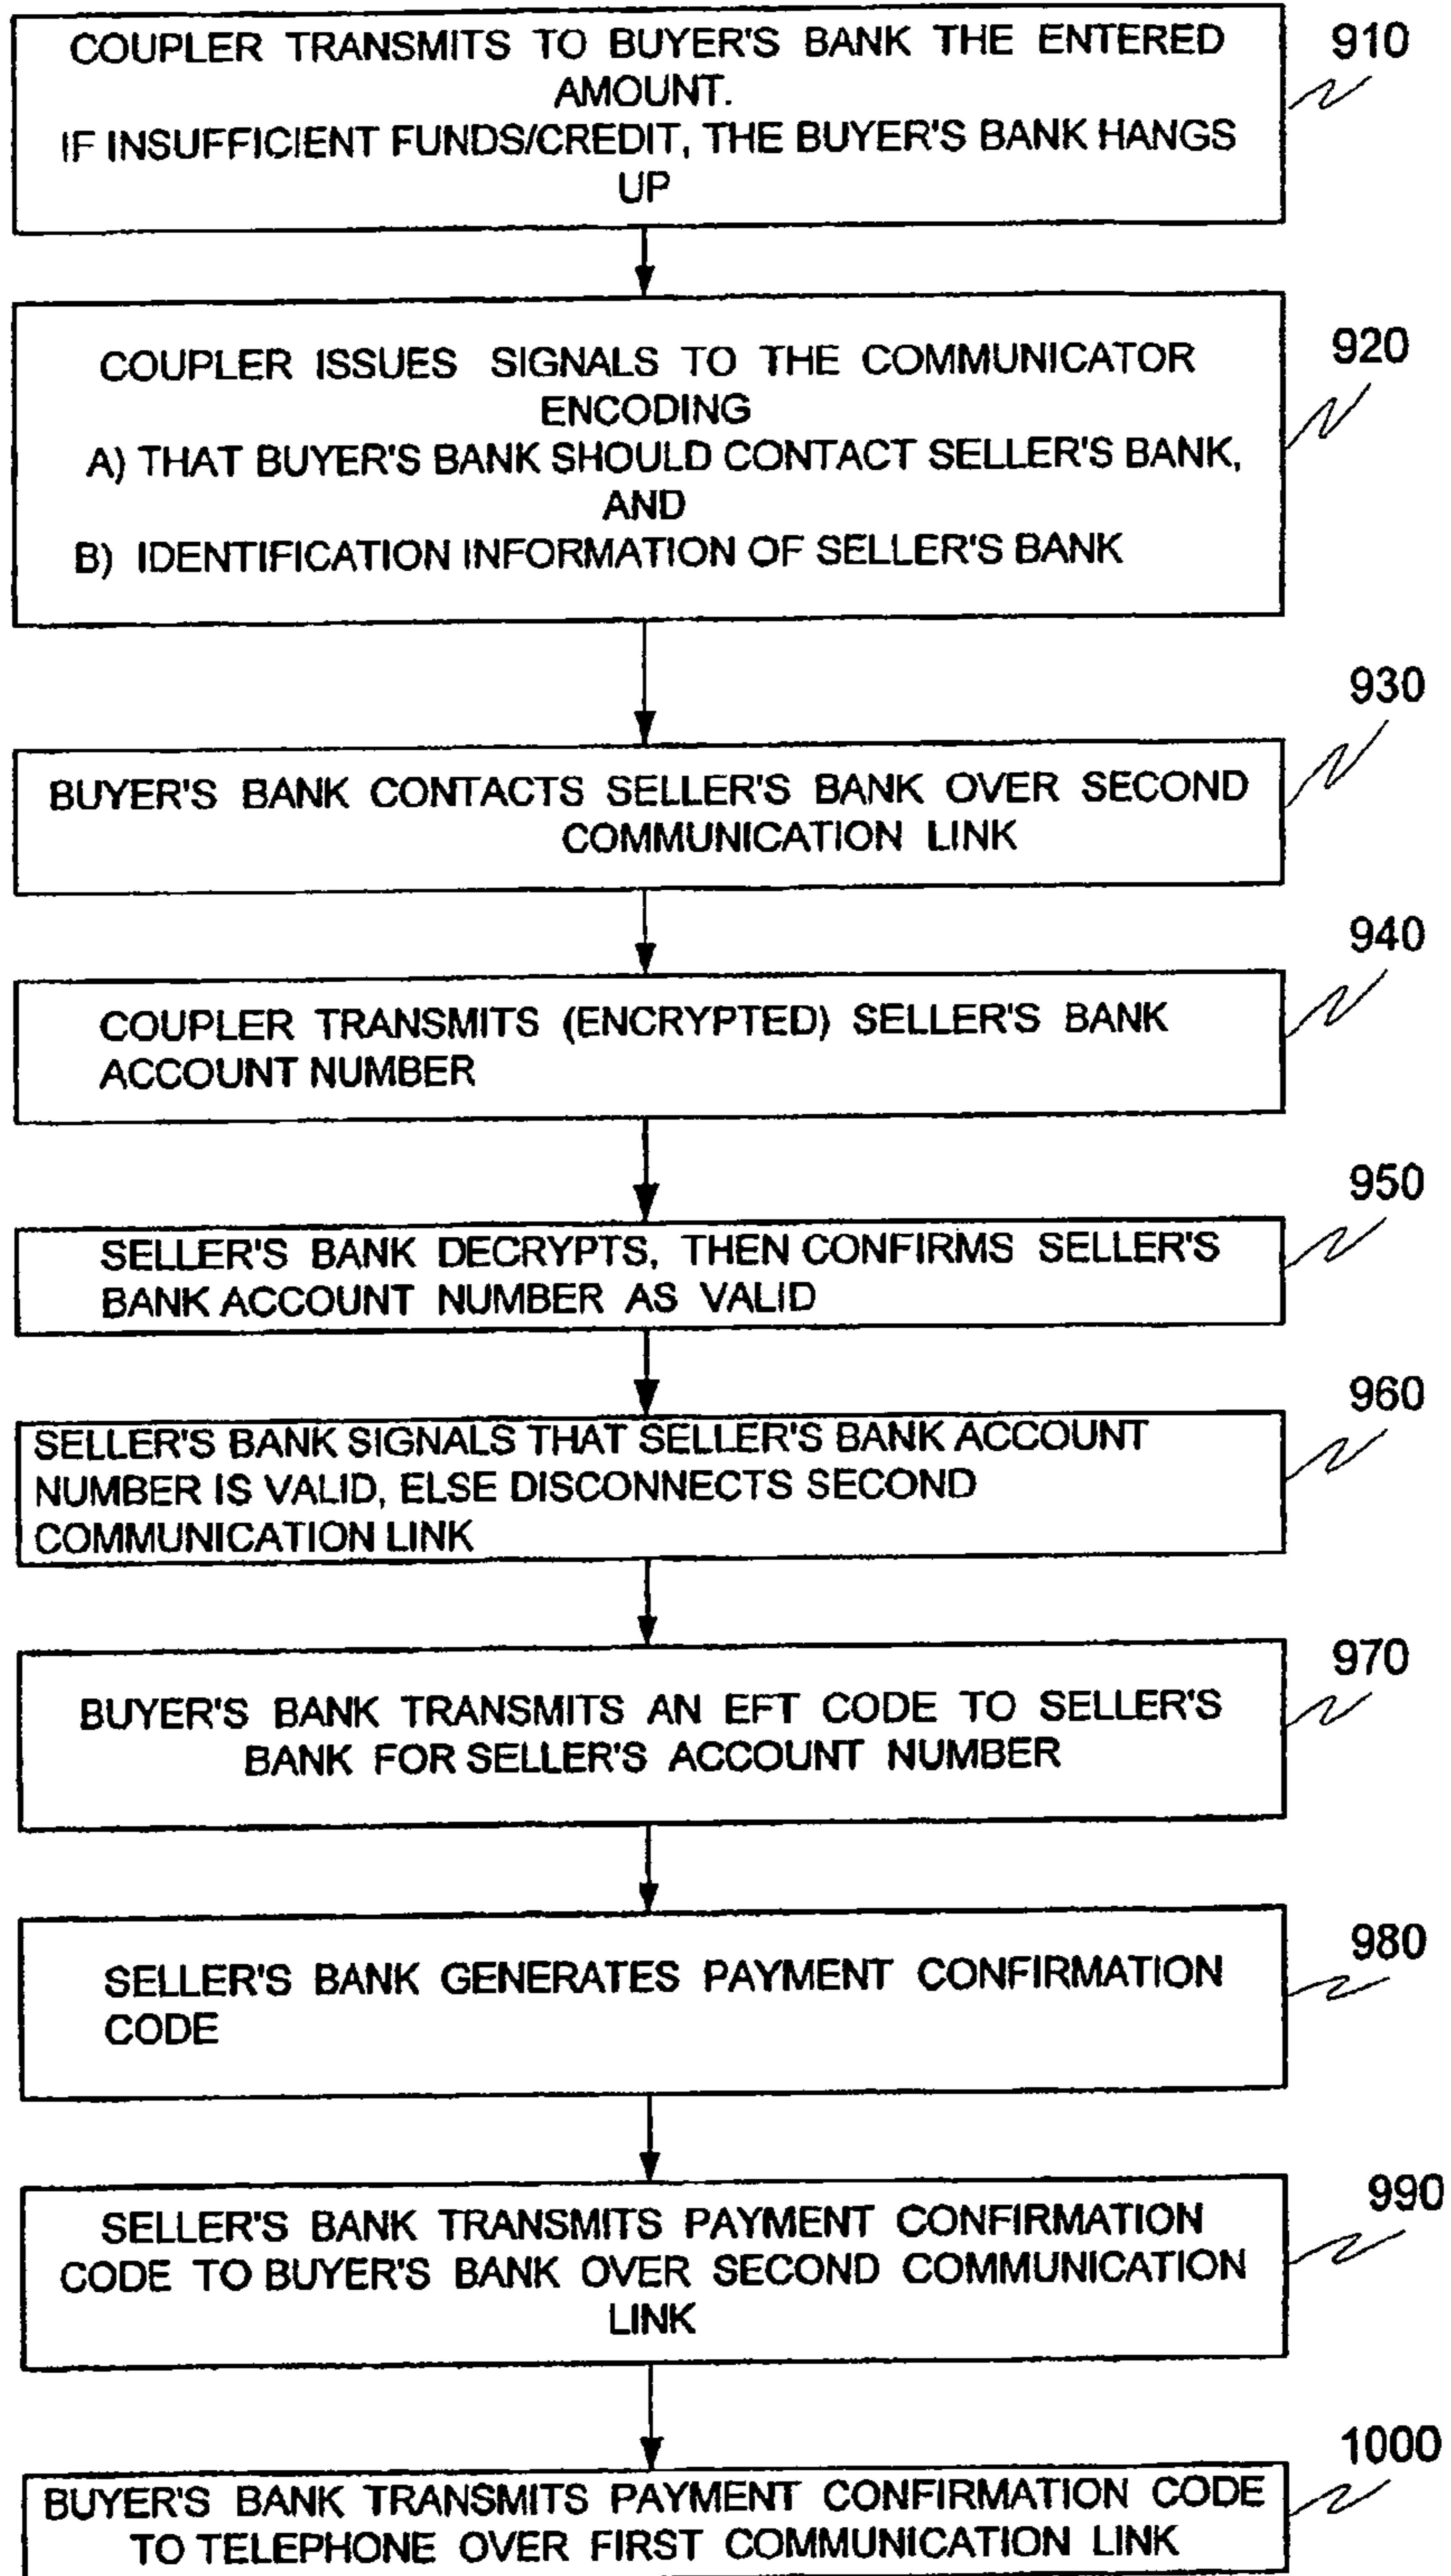 COUPLER TRANSMITS TO BUYER'S BANK THE ENTERED
AMOUNT.
IF INSUFFICIENT FUNDS/CREDIT, THE BUYER'S BANK HANGS
UP
910
COUPLER ISSUES SIGNALS TO THE COMMUNICATOR
ENCODING
A) THAT BUYER'S BANK SHOULD CONTACT SELLER'S BANK,
AND
B) IDENTIFICATION INFORMATION OF SELLER'S BANK
920
BUYER'S BANK CONTACTS SELLER'S BANK OVER SECOND
COMMUNICATION LINK
930
COUPLER TRANSMITS (ENCRYPTED) SELLER'S BANK
ACCOUNT NUMBER
940
SELLER'S BANK DECRYPTS, THEN CONFIRMS SELLER'S
BANK ACCOUNT NUMBER AS VALID
950
SELLER'S BANK SIGNALS THAT SELLER'S BANK ACCOUNT
NUMBER IS VALID, ELSE DISCONNECTS SECOND
COMMUNICATION LINK
960
BUYER'S BANK TRANSMITS AN EFT CODE TO SELLER'S
BANK FOR SELLER'S ACCOUNT NUMBER
970
SELLER'S BANK GENERATES PAYMENT CONFIRMATION
CODE
980
SELLER'S BANK TRANSMITS PAYMENT CONFIRMATION
CODE TO BUYER'S BANK OVER SECOND COMMUNICATION
LINK
990
BUYER'S BANK TRANSMITS PAYMENT CONFIRMATION CODE
TO TELEPHONE OVER FIRST COMMUNICATION LINK
1000